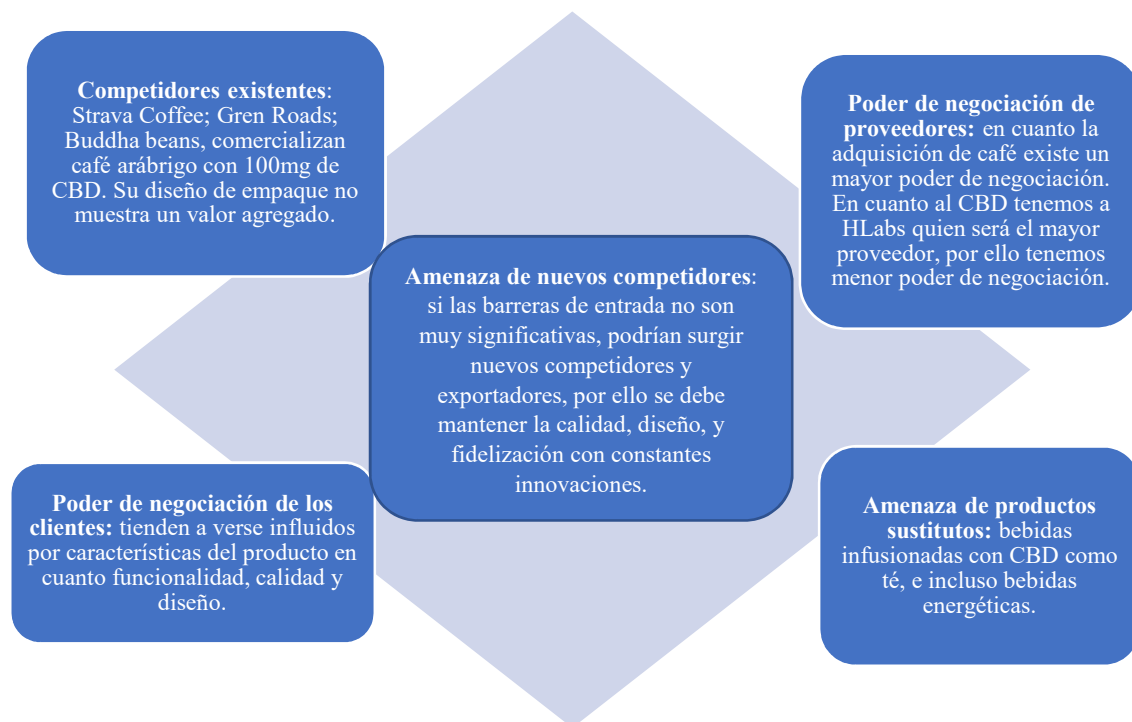 Competidores existentes:
Strava Coffee; Gren Roads;
Buddha beans, comercializan
café arábrigo con 100mg de
CBD. Su diseño de empaque no
muestra un valor agregado.
Poder de negociación de
proveedores: en cuanto la
adquisición de café existe un
mayor poder de negociación.
En cuanto al CBD tenemos a
HLabs quien será el mayor
proveedor, por ello tenemos
menor poder de negociación.
Amenaza de nuevos competidores:
si las barreras de entrada no son
muy significativas, podrían surgir
nuevos competidores y
exportadores, por ello se debe
mantener la calidad, diseño, y
fidelización con constantes
innovaciones.
Poder de negociación de los
clientes: tienden a verse influidos
por características del producto en
cuanto funcionalidad, calidad y
diseño.
Amenaza de productos
sustitutos: bebidas
infusionadas con CBD como
té, e incluso bebidas
energéticas.